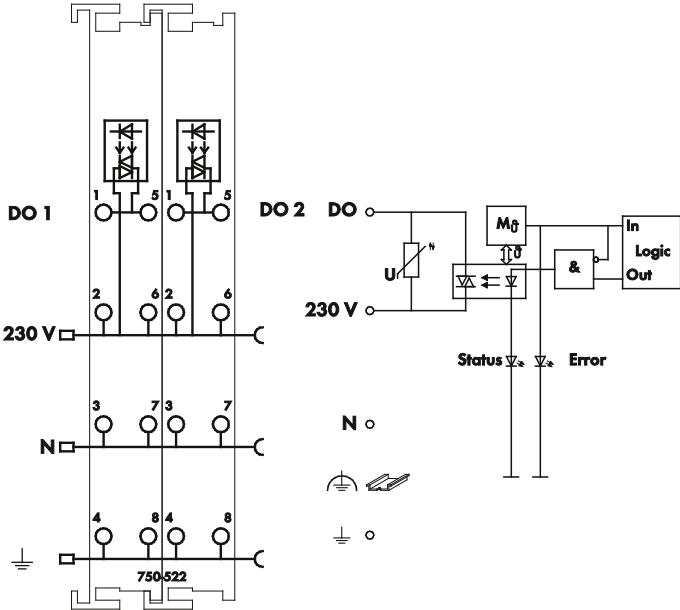 1 5 1 5
DO 1
DO 2
DO
Mϑ
In
Logic
ϑ
&
Out
U
2 6 2 6
230 V
230 V
Status
Error
3 7 3 7
N
N
4 8 4 8
750-522